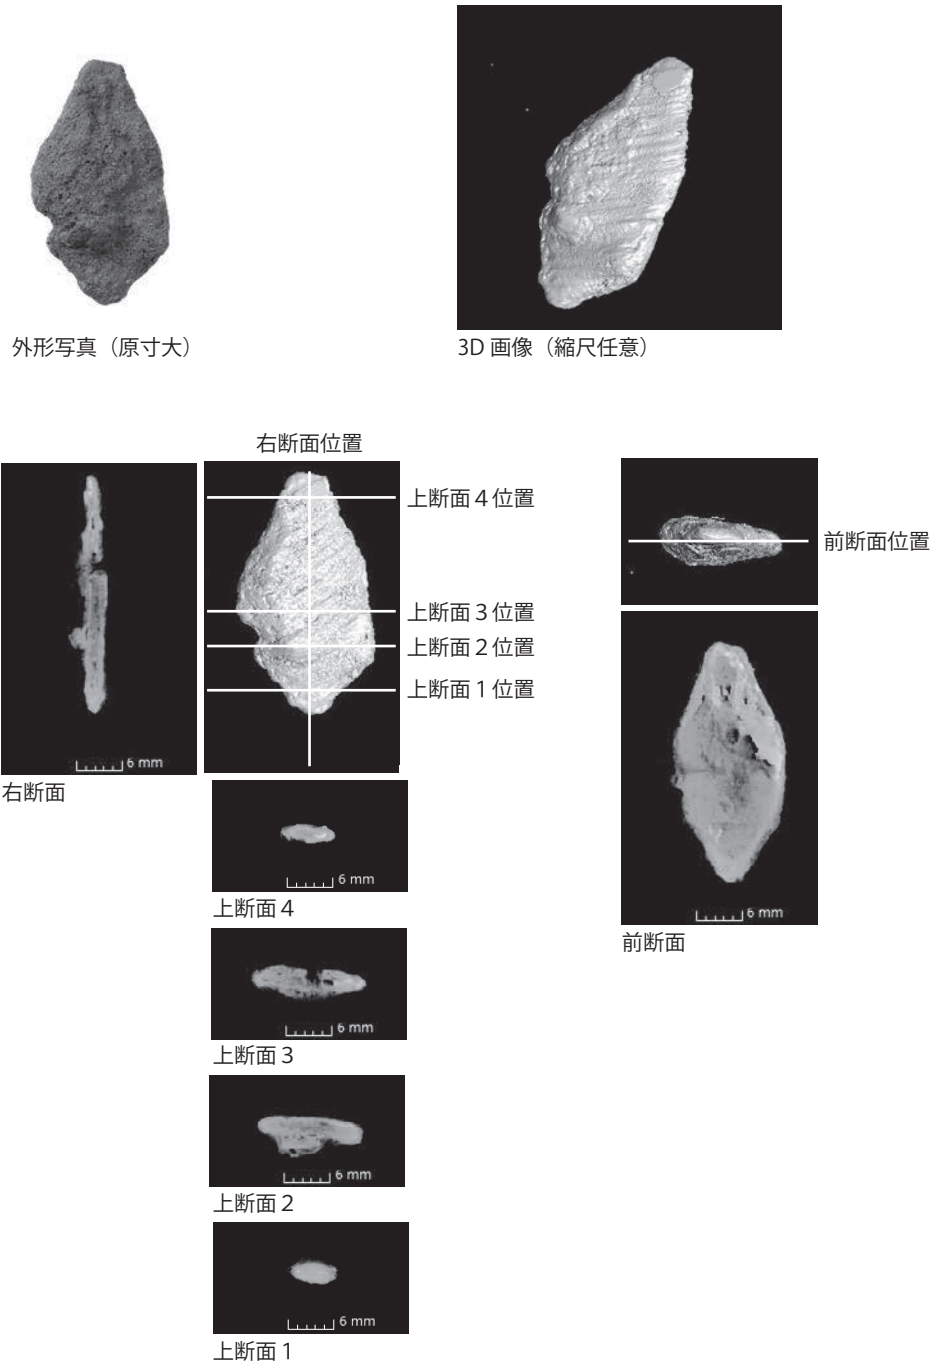 外形写真（原寸大）
3D 画像（縮尺任意）
右断面位置
上断面４位置
上断面３位置
上断面２位置
上断面１位置
6 mm
右断面
前断面位置
6 mm
前断面
6 mm
上断面４
6 mm
上断面３
6 mm
上断面２
6 mm
上断面１